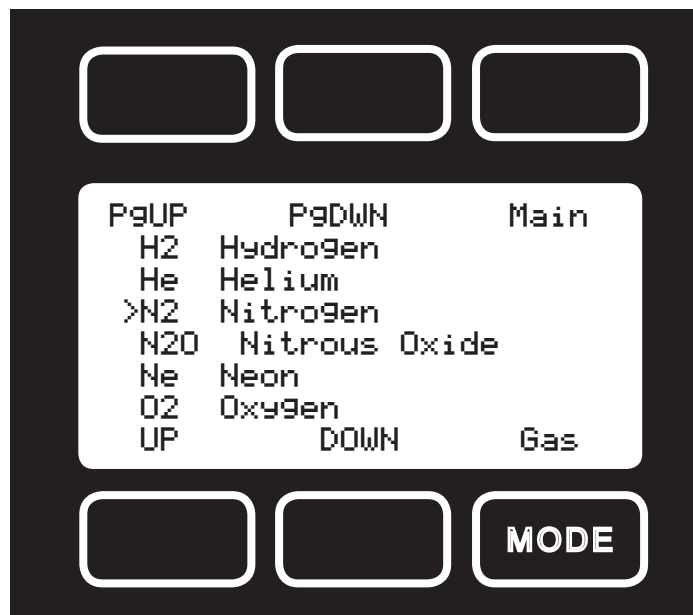 PgUP PgDWN Main
H2 Hydrogen
He Helium
>N2 Nitrogen
N2O Nitrous Oxide
Ne Neon
O2 Oxygen
UP DOWN Gas
MODE